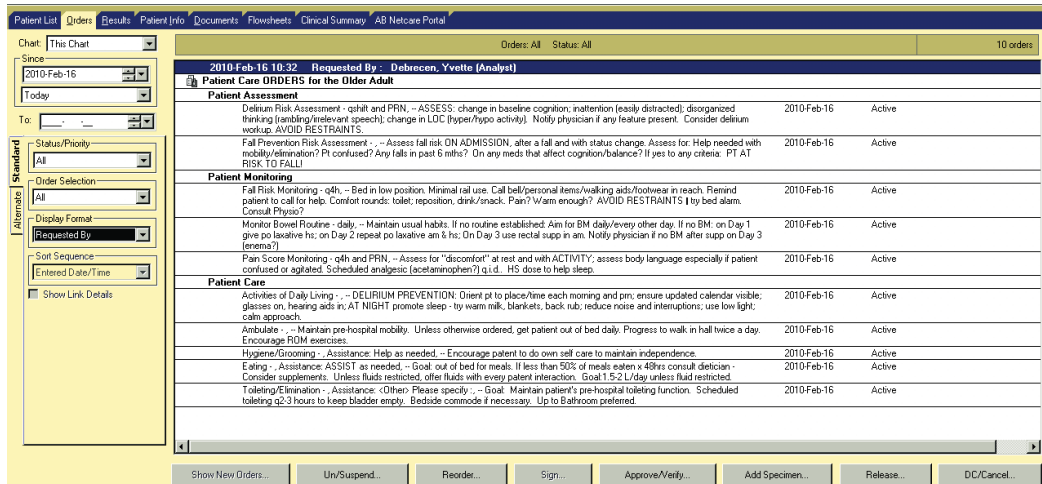 Patient List Orders Results Patient Info Documents Flowsheets Clinical Summary AB Netcare Portal
Chart: This Chart
Orders: All Status: All
10 orders
Since
2010-Feb-16
Today
To: __.__.__
Standard
Alternate
Status/Priority
All
Order Selection
All
Display Format
Requested By
Sort Sequence
Entered Date/Time
Show Link Details
2010-Feb-16 10:32 Requested By : Debrecen, Yvette (Analyst)
Patient Care ORDERS for the Older Adult
Patient Assessment
Delirium Risk Assessment - qshift and PRN, -- ASSESS: change in baseline cognition; inattention (easily distracted); disorganized 2010-Feb-16 Active
thinking (rambling/irrelevant speech); change in LOC (hyper/hypo activity). Notify physician if any feature present. Consider delirium
workup. AVOID RESTRAINTS.
Fall Prevention Risk Assessment - , -- Assess fall risk ON ADMISSION, after a fall and with status change. Assess for: Help needed with 2010-Feb-16 Active
mobility/elimination? Pt confused? Any falls in past 6 mths? On any meds that affect cognition/balance? If yes to any criteria: PT AT
RISK TO FALL!
Patient Monitoring
Fall Risk Monitoring - q4h, -- Bed in low position. Minimal rail use. Call bell/personal items/walking aids/footwear in reach. Remind 2010-Feb-16 Active
patient to call for help. Comfort rounds: toilet; reposition, drink/snack. Pain? Warm enough? AVOID RESTRAINTS | try bed alarm.
Consult Physio?
Monitor Bowel Routine - daily, -- Maintain usual habits. If no routine established: Aim for BM daily/every other day. If no BM: on Day 1 2010-Feb-16 Active
give po laxative hs; on Day 2 repeat po laxative am & hs; On Day 3 use rectal supp in am. Notify physician if no BM after supp on Day 3
(enema?)
Pain Score Monitoring - q4h and PRN, -- Assess for "discomfort" at rest and with ACTIVITY; assess body language especially if patient 2010-Feb-16 Active
confused or agitated. Scheduled analgesic (acetaminophen?) q.i.d.. HS dose to help sleep.
Patient Care
Activities of Daily Living - , -- DELIRIUM PREVENTION: Orient pt to place/time each morning and prn; ensure updated calendar visible; 2010-Feb-16 Active
glasses on, hearing aids in; AT NIGHT promote sleep - try warm milk, blankets, back rub; reduce noise and interruptions; use low light;
calm approach.
Ambulate - , -- Maintain pre-hospital mobility. Unless otherwise ordered, get patient out of bed daily. Progress to walk in hall twice a day. 2010-Feb-16 Active
Encourage ROM exercises.
Hygiene/Grooming - , Assistance: Help as needed, -- Encourage patent to do own self care to maintain independence. 2010-Feb-16 Active
Eating - , Assistance: ASSIST as needed, -- Goal: out of bed for meals. If less than 50% of meals eaten x 48hrs consult dietician - 2010-Feb-16 Active
Consider supplements. Unless fluids restricted, offer fluids with every patent interaction. Goal:1.5-2 L/day unless fluid restricted.
Toileting/Elimination - , Assistance: <Other> Please specify :, -- Goal: Maintain patient's pre-hospital toileting function. Scheduled 2010-Feb-16 Active
toileting q2-3 hours to keep bladder empty. Bedside commode if necessary. Up to Bathroom preferred.
Show New Orders... Un/Suspend... Reorder... Sign... Approve/Verify... Add Specimen... Release... DC/Cancel...